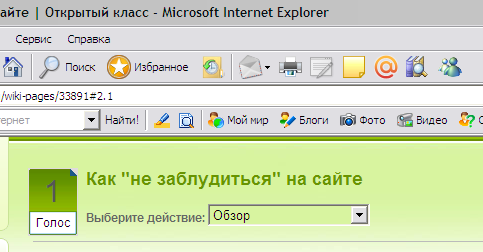 айте | Открытый класс - Microsoft Internet Explorer
Сервис Справка
Поиск Избранное
/wiki-pages/33891#2.1
тернет Найти! Мой мир Блоги Фото Видео
1 Как "не заблудиться" на сайте
Голос Выберите действие: Обзор